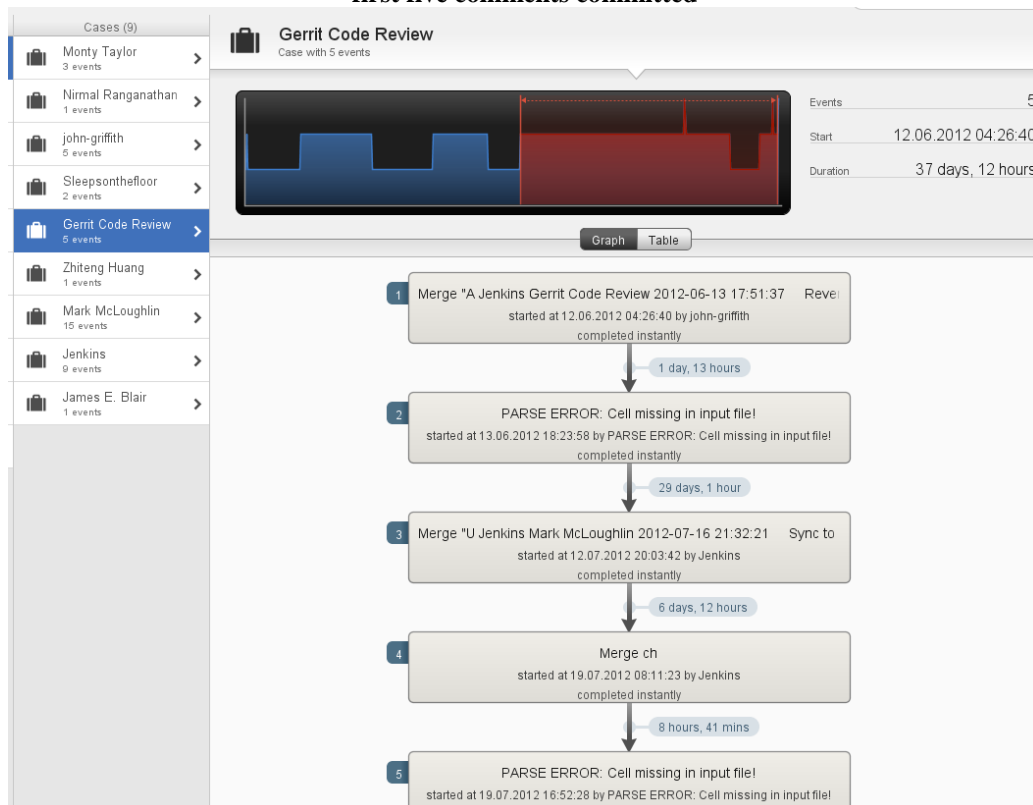 first five comments committed
Cases (9)
Monty Taylor
3 events
Nirmal Ranganathan
1 events
john-griffith
5 events
Sleepsonthefloor
2 events
Gerrit Code Review
5 events
Zhiteng Huang
1 events
Mark McLoughlin
15 events
Jenkins
9 events
James E. Blair
1 events
Gerrit Code Review
Case with 5 events
Events 5
Start 12.06.2012 04:26:40
Duration 37 days, 12 hours
Graph Table
1
Merge "A Jenkins Gerrit Code Review 2012-06-13 17:51:37 Rever
started at 12.06.2012 04:26:40 by john-griffith
completed instantly
1 day, 13 hours
2
PARSE ERROR: Cell missing in input file!
started at 13.06.2012 18:23:58 by PARSE ERROR: Cell missing in input file!
completed instantly
29 days, 1 hour
3
Merge "U Jenkins Mark McLoughlin 2012-07-16 21:32:21 Sync to
started at 12.07.2012 20:03:42 by Jenkins
completed instantly
6 days, 12 hours
4
Merge ch
started at 19.07.2012 08:11:23 by Jenkins
completed instantly
8 hours, 41 mins
5
PARSE ERROR: Cell missing in input file!
started at 19.07.2012 16:52:28 by PARSE ERROR: Cell missing in input file!